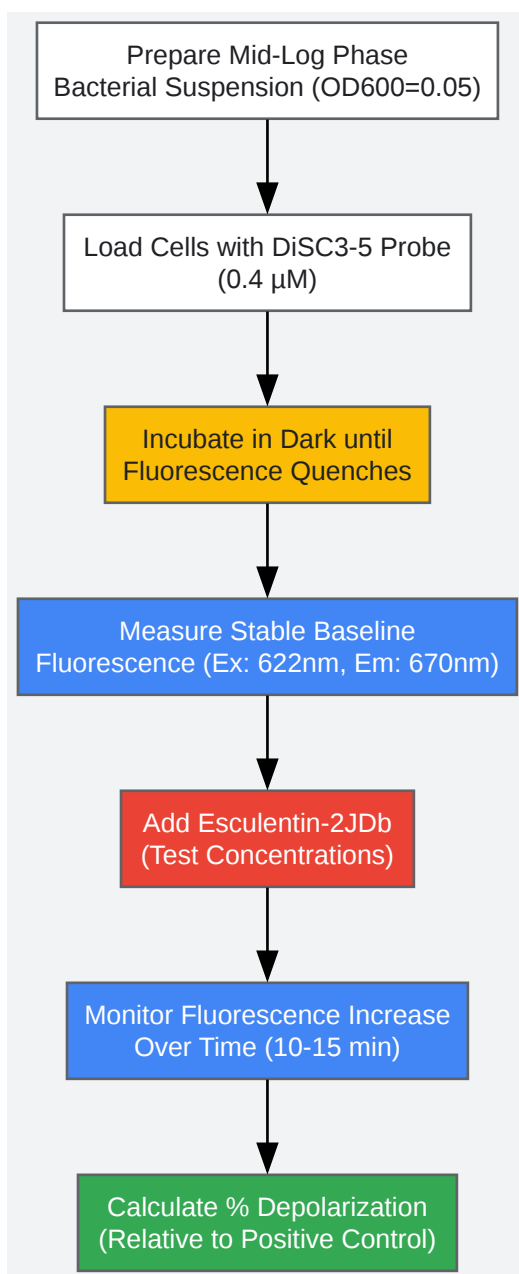 Prepare Mid-Log Phase
Bacterial Suspension (OD600=0.05)
Load Cells with DiSC3-5 Probe
(0.4 µM)
Incubate in Dark until
Fluorescence Quenches
Measure Stable Baseline
Fluorescence (Ex: 622nm, Em: 670nm)
Add Esculentin-2JDb
(Test Concentrations)
Monitor Fluorescence Increase
Over Time (10-15 min)
Calculate % Depolarization
(Relative to Positive Control)